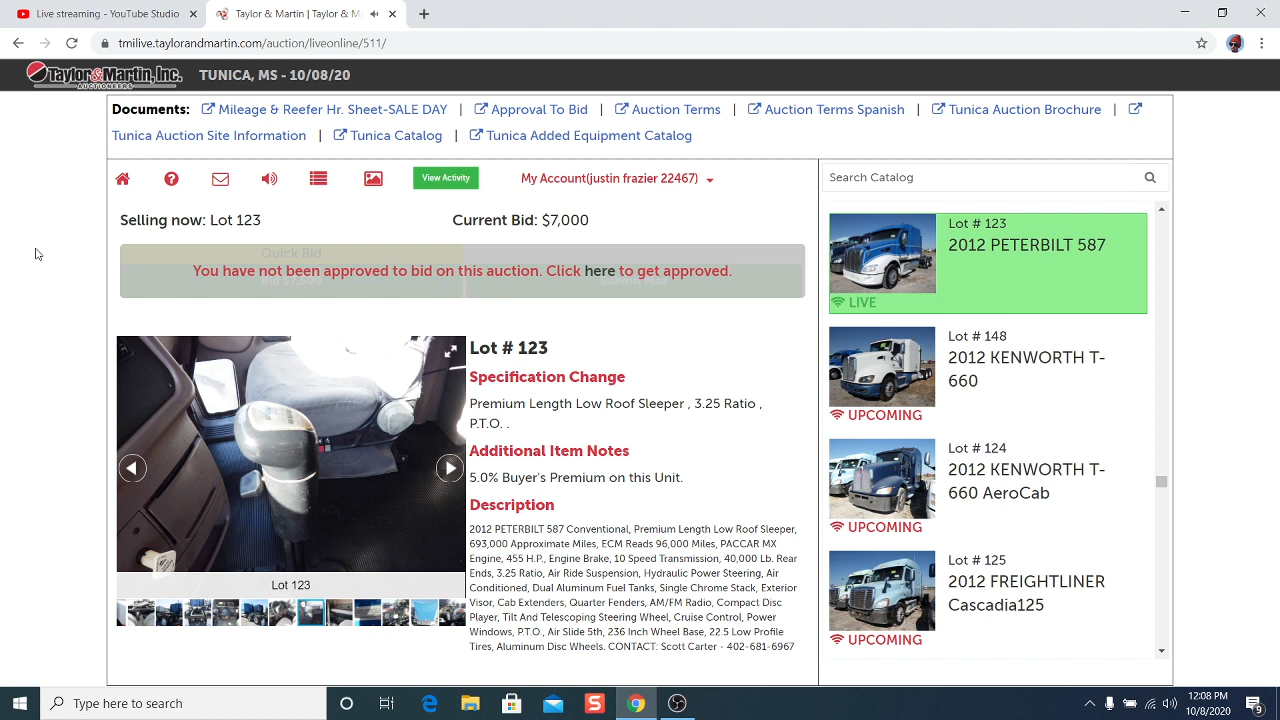 Live streaming - YouTube Studio
Taylor & Martin | Taylor & M
tmlive.taylorandmartin.com/auction/liveonline/511/
Taylor&Martin, Inc. AUCTIONEERS
TUNICA, MS - 10/08/20
Documents: Mileage & Reefer Hr. Sheet-SALE DAY | Approval To Bid | Auction Terms | Auction Terms Spanish | Tunica Auction Brochure |
Tunica Auction Site Information | Tunica Catalog | Tunica Added Equipment Catalog
View Activity
My Account(justin frazier 22467)
Selling now: Lot 123
Current Bid: $7,000
Quick Bid
You have not been approved to bid on this auction. Click here to get approved.
Bid $7,500
Submit Max
Lot 123
Lot # 123
Specification Change
Premium Length Low Roof Sleeper , 3.25 Ratio ,
P.T.O. .
Additional Item Notes
5.0% Buyer's Premium on this Unit.
Description
2012 PETERBILT 587 Conventional, Premium Length Low Roof Sleeper,
693,000 Approximate Miles, ECM Reads 96,000 Miles, PACCAR MX
Engine, 455 H.P., Engine Brake, 10 Speed Transmission, 40,000 Lb. Rear
Ends, 3.25 Ratio, Air Ride Suspension, Hydraulic Power Steering, Air
Conditioned, Dual Aluminum Fuel Tanks, Single Chrome Stack, Exterior
Visor, Cab Extenders, Quarter Fenders, AM/FM Radio, Compact Disc
Player, Tilt And Telescoping Steering Wheel, Cruise Control, Power
Windows, P.T.O., Air Slide 5th, 236 Inch Wheel Base, 22.5 Low Profile
Tires, Aluminum Disc Wheels. CONTACT: Scott Carter - 402-681-6967
Search Catalog
Lot # 123
2012 PETERBILT 587
LIVE
Lot # 148
2012 KENWORTH T-
660
UPCOMING
Lot # 124
2012 KENWORTH T-
660 AeroCab
UPCOMING
Lot # 125
2012 FREIGHTLINER
Cascadia125
UPCOMING
Type here to search
12:08 PM
10/8/2020
9